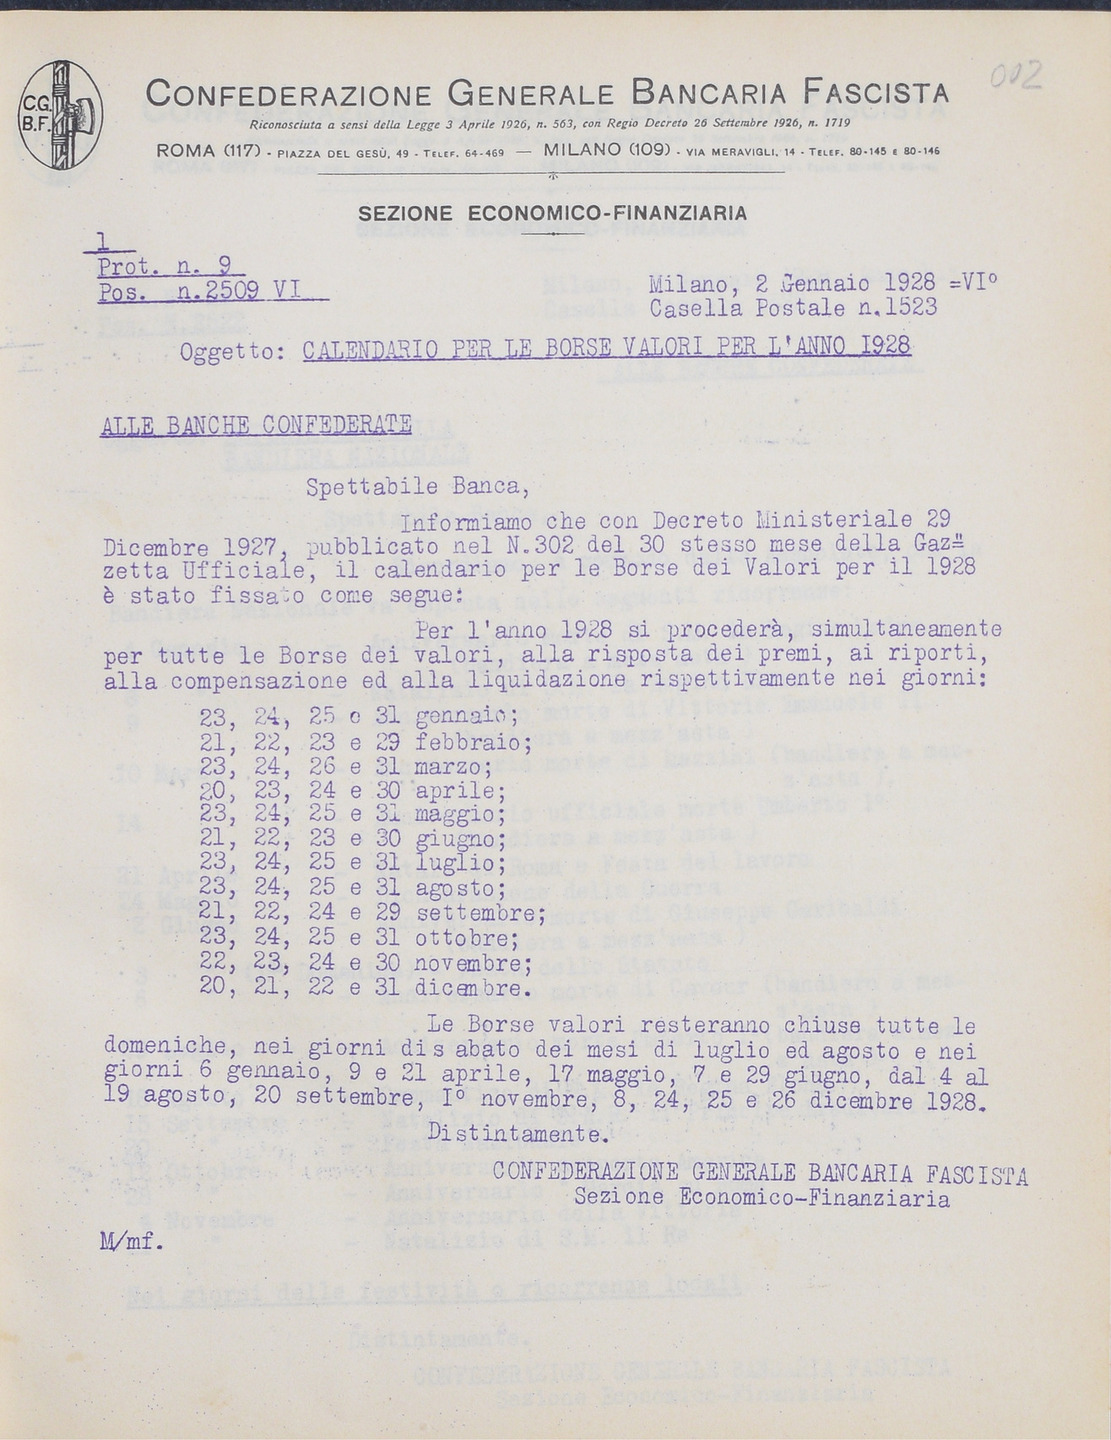 002
C.G.
B.F.
CONFEDERAZIONE GENERALE BANCARIA FASCISTA
Riconosciuta a sensi della Legge 3 Aprile 1926, n. 563, con Regio Decreto 26 Settembre 1926, n. 1719
ROMA (117) - PIAZZA DEL GESÙ, 49 - TELEF. 64-469 — MILANO (109) - VIA MERAVIGLI, 14 - TELEF. 80-145 E 80-146
SEZIONE ECONOMICO-FINANZIARIA
1
Prot. n. 9
Pos. n.2509 VI
Milano, 2 Gennaio 1928 =VIº
Casella Postale n.1523
Oggetto: CALENDARIO PER LE BORSE VALORI PER L'ANNO I928
ALLE BANCHE CONFEDERATE
Spettabile Banca,
Informiamo che con Decreto Ministeriale 29
Dicembre 1927, pubblicato nel N.302 del 30 stesso mese della Gaz=
zetta Ufficiale, il calendario per le Borse dei Valori per il 1928
è stato fissato come segue:
Per l'anno 1928 si procederà, simultaneamente
per tutte le Borse dei valori, alla risposta dei premi, ai riporti,
alla compensazione ed alla liquidazione rispettivamente nei giorni:
23, 24, 25 e 31 gennaio;
21, 22, 23 e 29 febbraio;
23, 24, 26 e 31 marzo;
20, 23, 24 e 30 aprile;
23, 24, 25 e 31 maggio;
21, 22, 23 e 30 giugno;
23, 24, 25 e 31 luglio;
23, 24, 25 e 31 agosto;
21, 22, 24 e 29 settembre;
23, 24, 25 e 31 ottobre;
22, 23, 24 e 30 novembre;
20, 21, 22 e 31 dicembre.
Le Borse valori resteranno chiuse tutte le
domeniche, nei giorni dis abato dei mesi di luglio ed agosto e nei
giorni 6 gennaio, 9 e 21 aprile, 17 maggio, 7 e 29 giugno, dal 4 al
19 agosto, 20 settembre, Iº novembre, 8, 24, 25 e 26 dicembre 1928.
Distintamente.
CONFEDERAZIONE GENERALE BANCARIA FASCISTA
Sezione Economico-Finanziaria
M/mf.